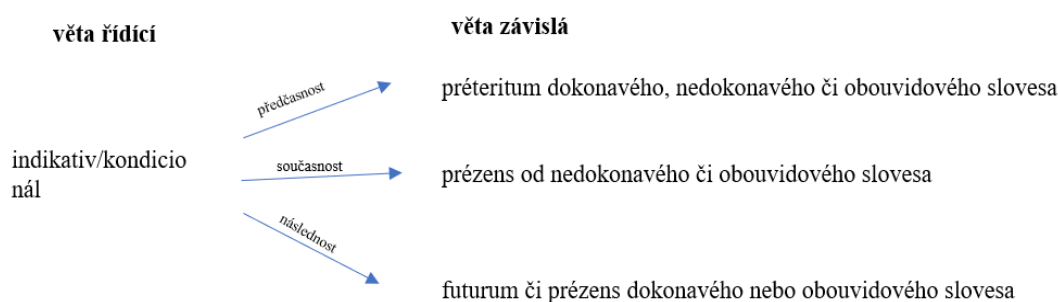 věta řídící
věta závislá
předčasnost
préteritum dokonavého, nedokonavého či obouvidového slovesa
indikativ/kondicio
nál
současnost
prézens od nedokonavého či obouvidového slovesa
následnost
futurum či prézens dokonavého nebo obouvidového slovesa